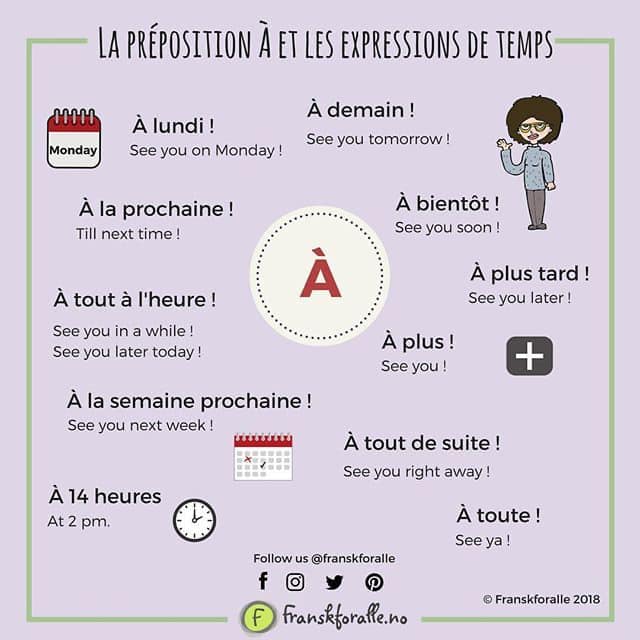 La préposition À et les expressions de temps
Monday
À lundi !
See you on Monday !
À demain !
See you tomorrow !
À la prochaine !
Till next time !
À bientôt !
See you soon !
À
À plus tard !
See you later !
À tout à l'heure !
See you in a while !
See you later today !
À plus !
See you !
À la semaine prochaine !
See you next week !
À tout de suite !
See you right away !
À 14 heures
At 2 pm.
À toute !
See ya !
Follow us @franskforalle
© Franskforalle 2018
F franskforalle.no